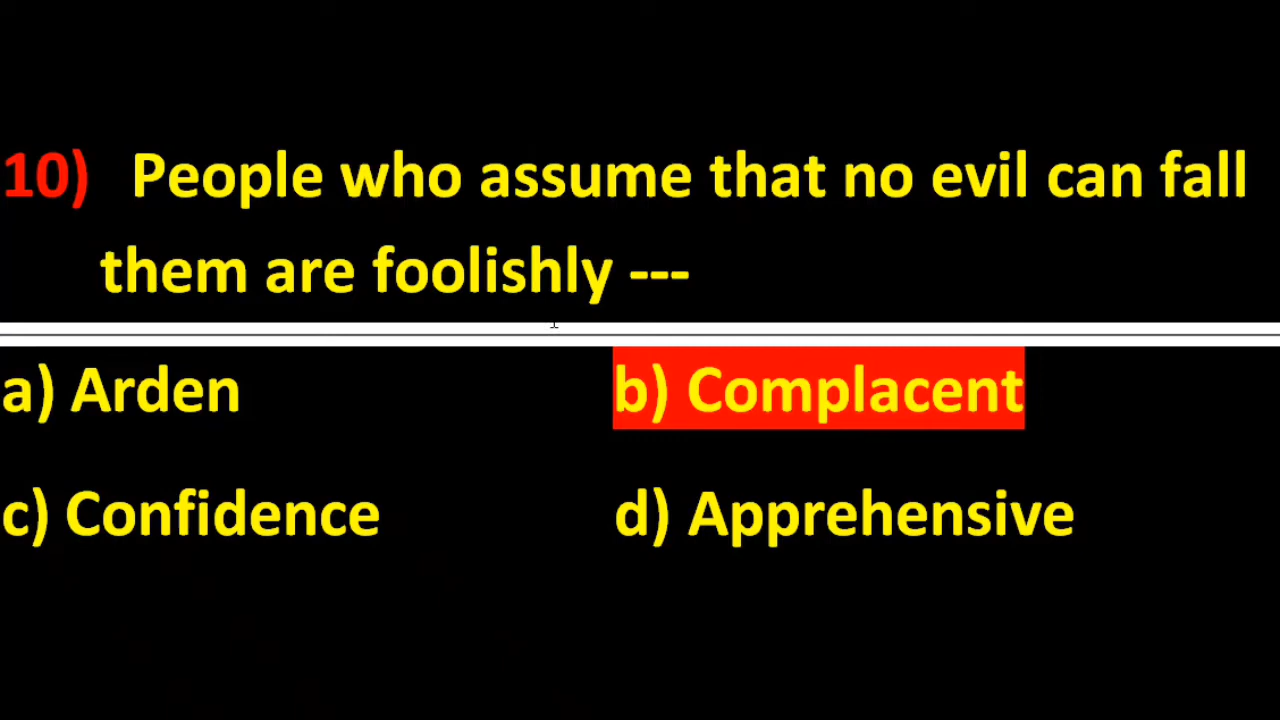 10) People who assume that no evil can fall
them are foolishly ---
a) Arden b) Complacent
c) Confidence d) Apprehensive